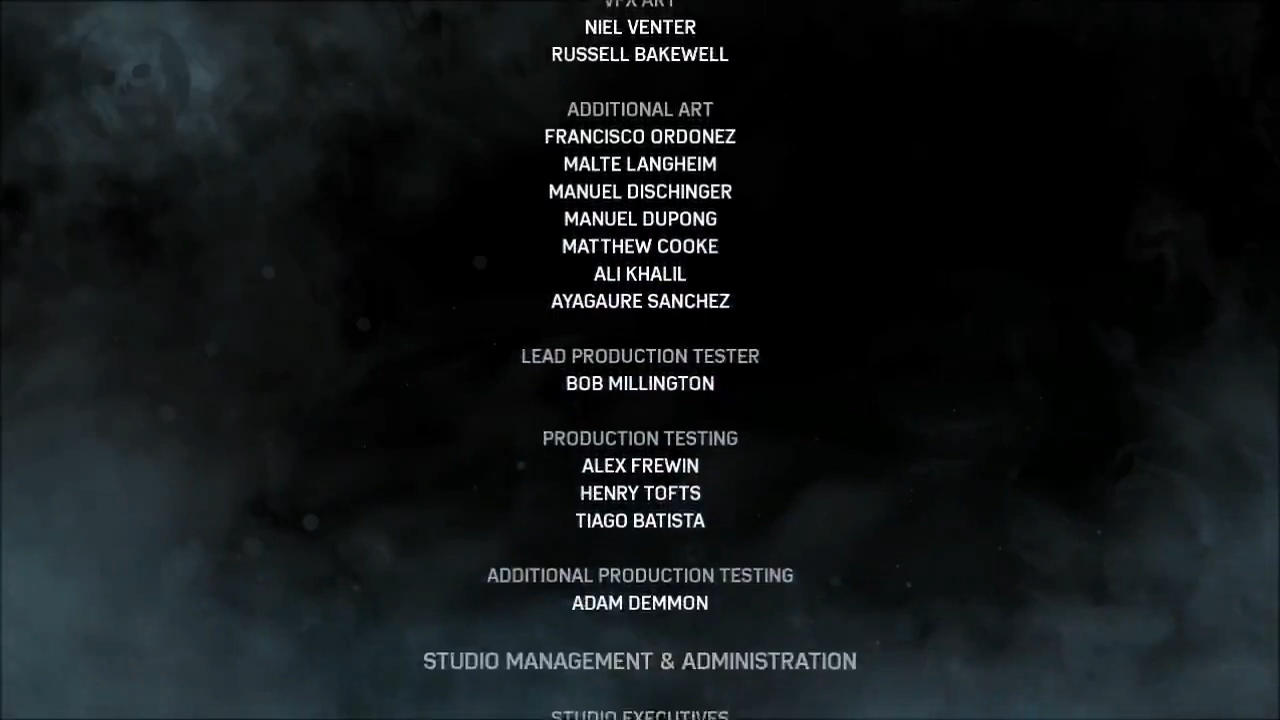 VFX ART
NIEL VENTER
RUSSELL BAKEWELL
ADDITIONAL ART
FRANCISCO ORDONEZ
MALTE LANGHEIM
MANUEL DISCHINGER
MANUEL DUPONG
MATTHEW COOKE
ALI KHALIL
AYAGAURE SANCHEZ
LEAD PRODUCTION TESTER
BOB MILLINGTON
PRODUCTION TESTING
ALEX FREWIN
HENRY TOFTS
TIAGO BATISTA
ADDITIONAL PRODUCTION TESTING
ADAM DEMMON
STUDIO MANAGEMENT & ADMINISTRATION
STUDIO EXECUTIVES